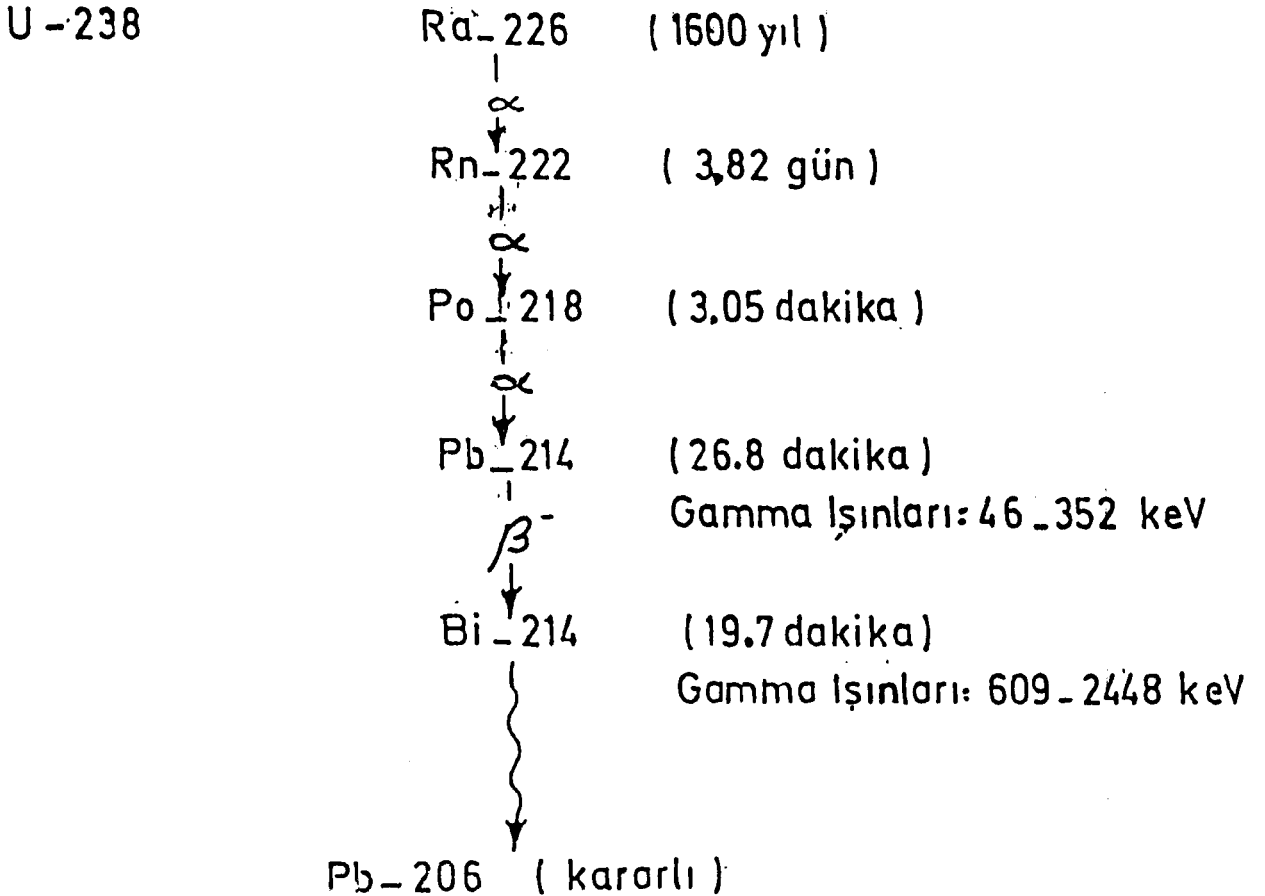 U-238 Ra-226 (1600 yıl)
α
Rn-222 (3,82 gün)
α
Po-218 (3.05 dakika)
α
Pb-214 (26.8 dakika)
Gamma Işınları: 46-352 keV
β-
Bi-214 (19.7 dakika)
Gamma Işınları: 609-2448 keV
Pb-206 (kararlı)